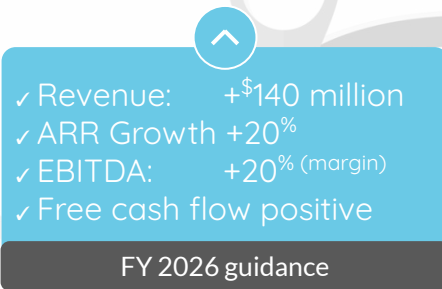 ✓ Revenue: +$140 million
✓ ARR Growth +20%
✓ EBITDA: +20% (margin)
✓ Free cash flow positive
FY 2026 guidance